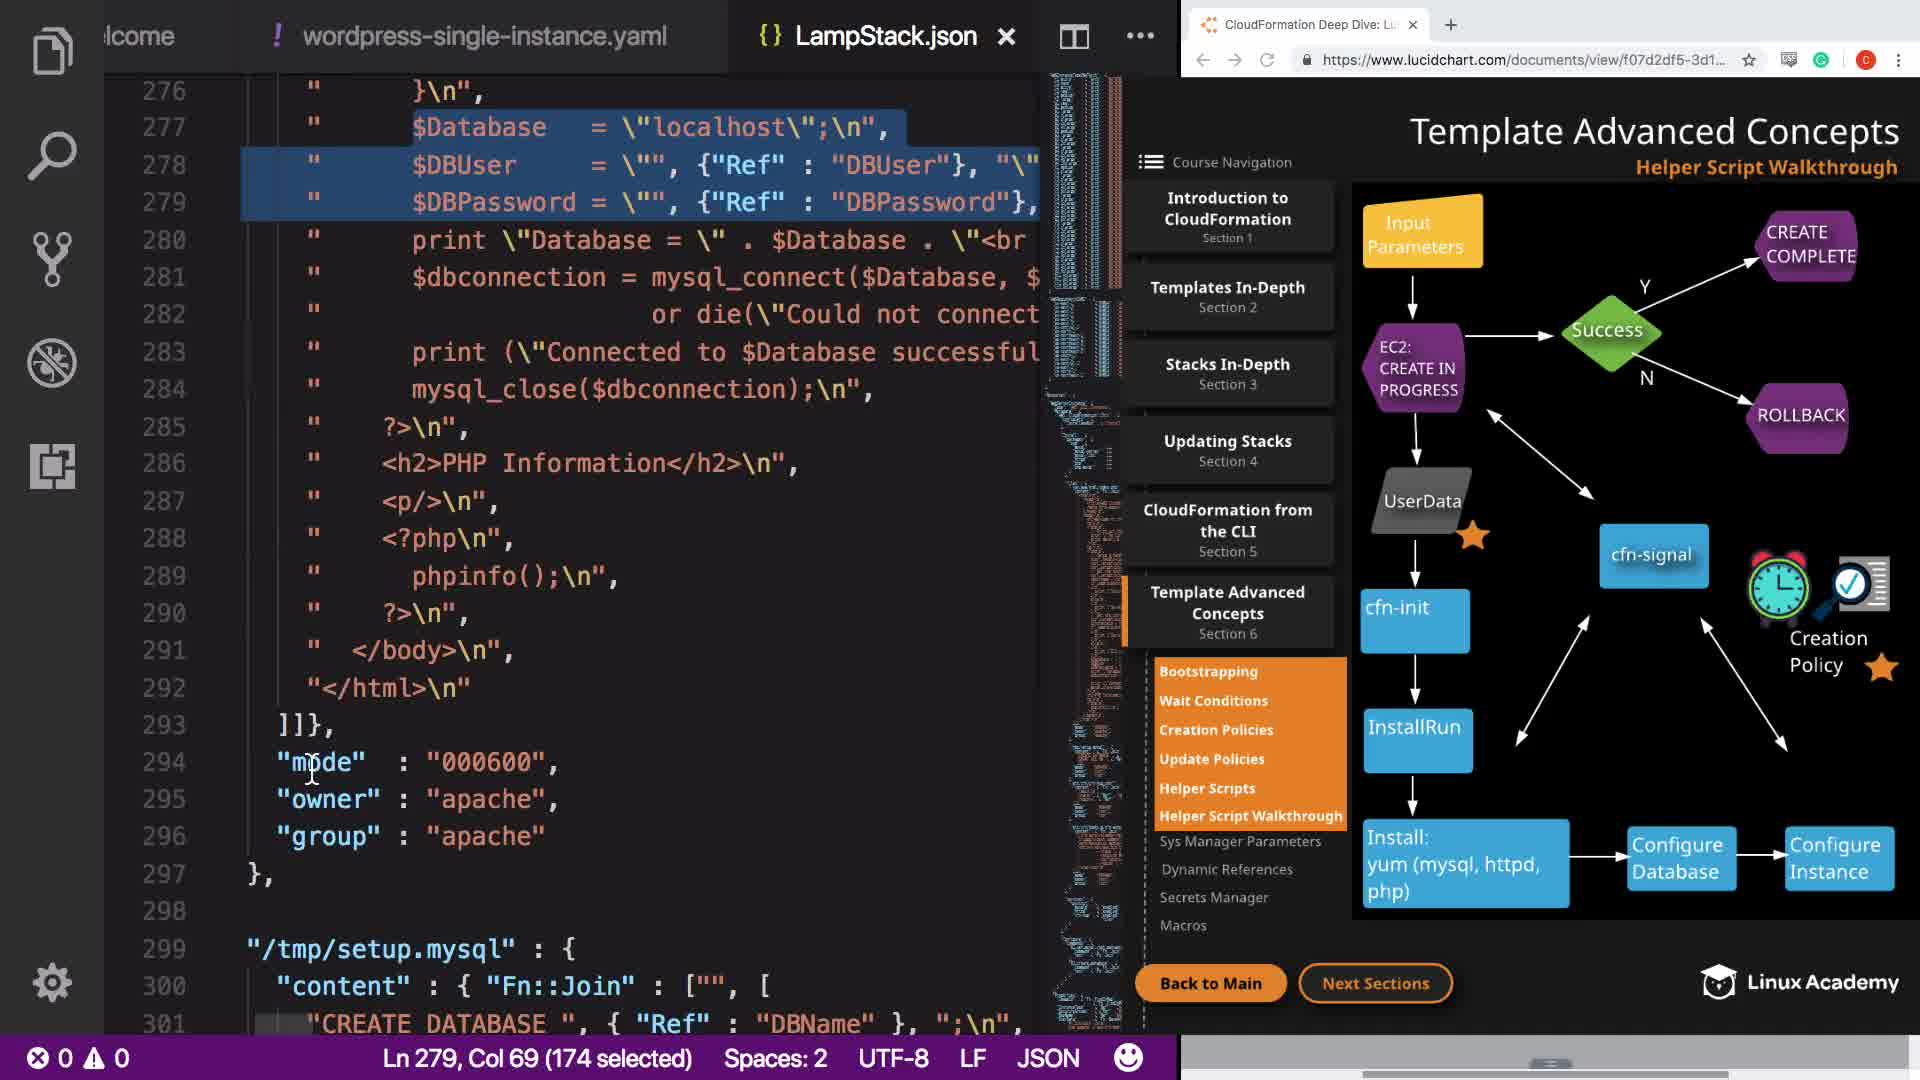 lcome
! wordpress-single-instance.yaml
{} LampStack.json
276 " }\n",
277 " $Database = \"localhost\";\n",
278 " $DBUser = \"", {"Ref" : "DBUser"}, "\"
279 " $DBPassword = \"", {"Ref" : "DBPassword"},
280 " print \"Database = \" . $Database . \"<br
281 " $dbconnection = mysql_connect($Database, $
282 " or die(\"Could not connect
283 " print (\"Connected to $Database successful
284 " mysql_close($dbconnection);\n",
285 " ?>\n",
286 " <h2>PHP Information</h2>\n",
287 " <p/>\n",
288 " <?php\n",
289 " phpinfo();\n",
290 " ?>\n",
291 " </body>\n",
292 "</html>\n"
293 ]]},
294 "mode" : "000600",
295 "owner" : "apache",
296 "group" : "apache"
297 },
298
299 "/tmp/setup.mysql" : {
300 "content" : { "Fn::Join" : ["", [
301 "CREATE DATABASE ", { "Ref" : "DBName" }, ";\n",
0 0
Ln 279, Col 69 (174 selected)
Spaces: 2
UTF-8
LF
JSON
CloudFormation Deep Dive: Lu
https://www.lucidchart.com/documents/view/f07d2df5-3d1...
C
Template Advanced Concepts
Helper Script Walkthrough
Course Navigation
Introduction to
CloudFormation
Section 1
Templates In-Depth
Section 2
Stacks In-Depth
Section 3
Updating Stacks
Section 4
CloudFormation from
the CLI
Section 5
Template Advanced
Concepts
Section 6
Bootstrapping
Wait Conditions
Creation Policies
Update Policies
Helper Scripts
Helper Script Walkthrough
Sys Manager Parameters
Dynamic References
Secrets Manager
Macros
Back to Main
Next Sections
Input
Parameters
EC2:
CREATE IN
PROGRESS
Success
Y
N
CREATE
COMPLETE
ROLLBACK
UserData
cfn-signal
Creation
Policy
cfn-init
InstallRun
Install:
yum (mysql, httpd,
php)
Configure
Database
Configure
Instance
Linux Academy